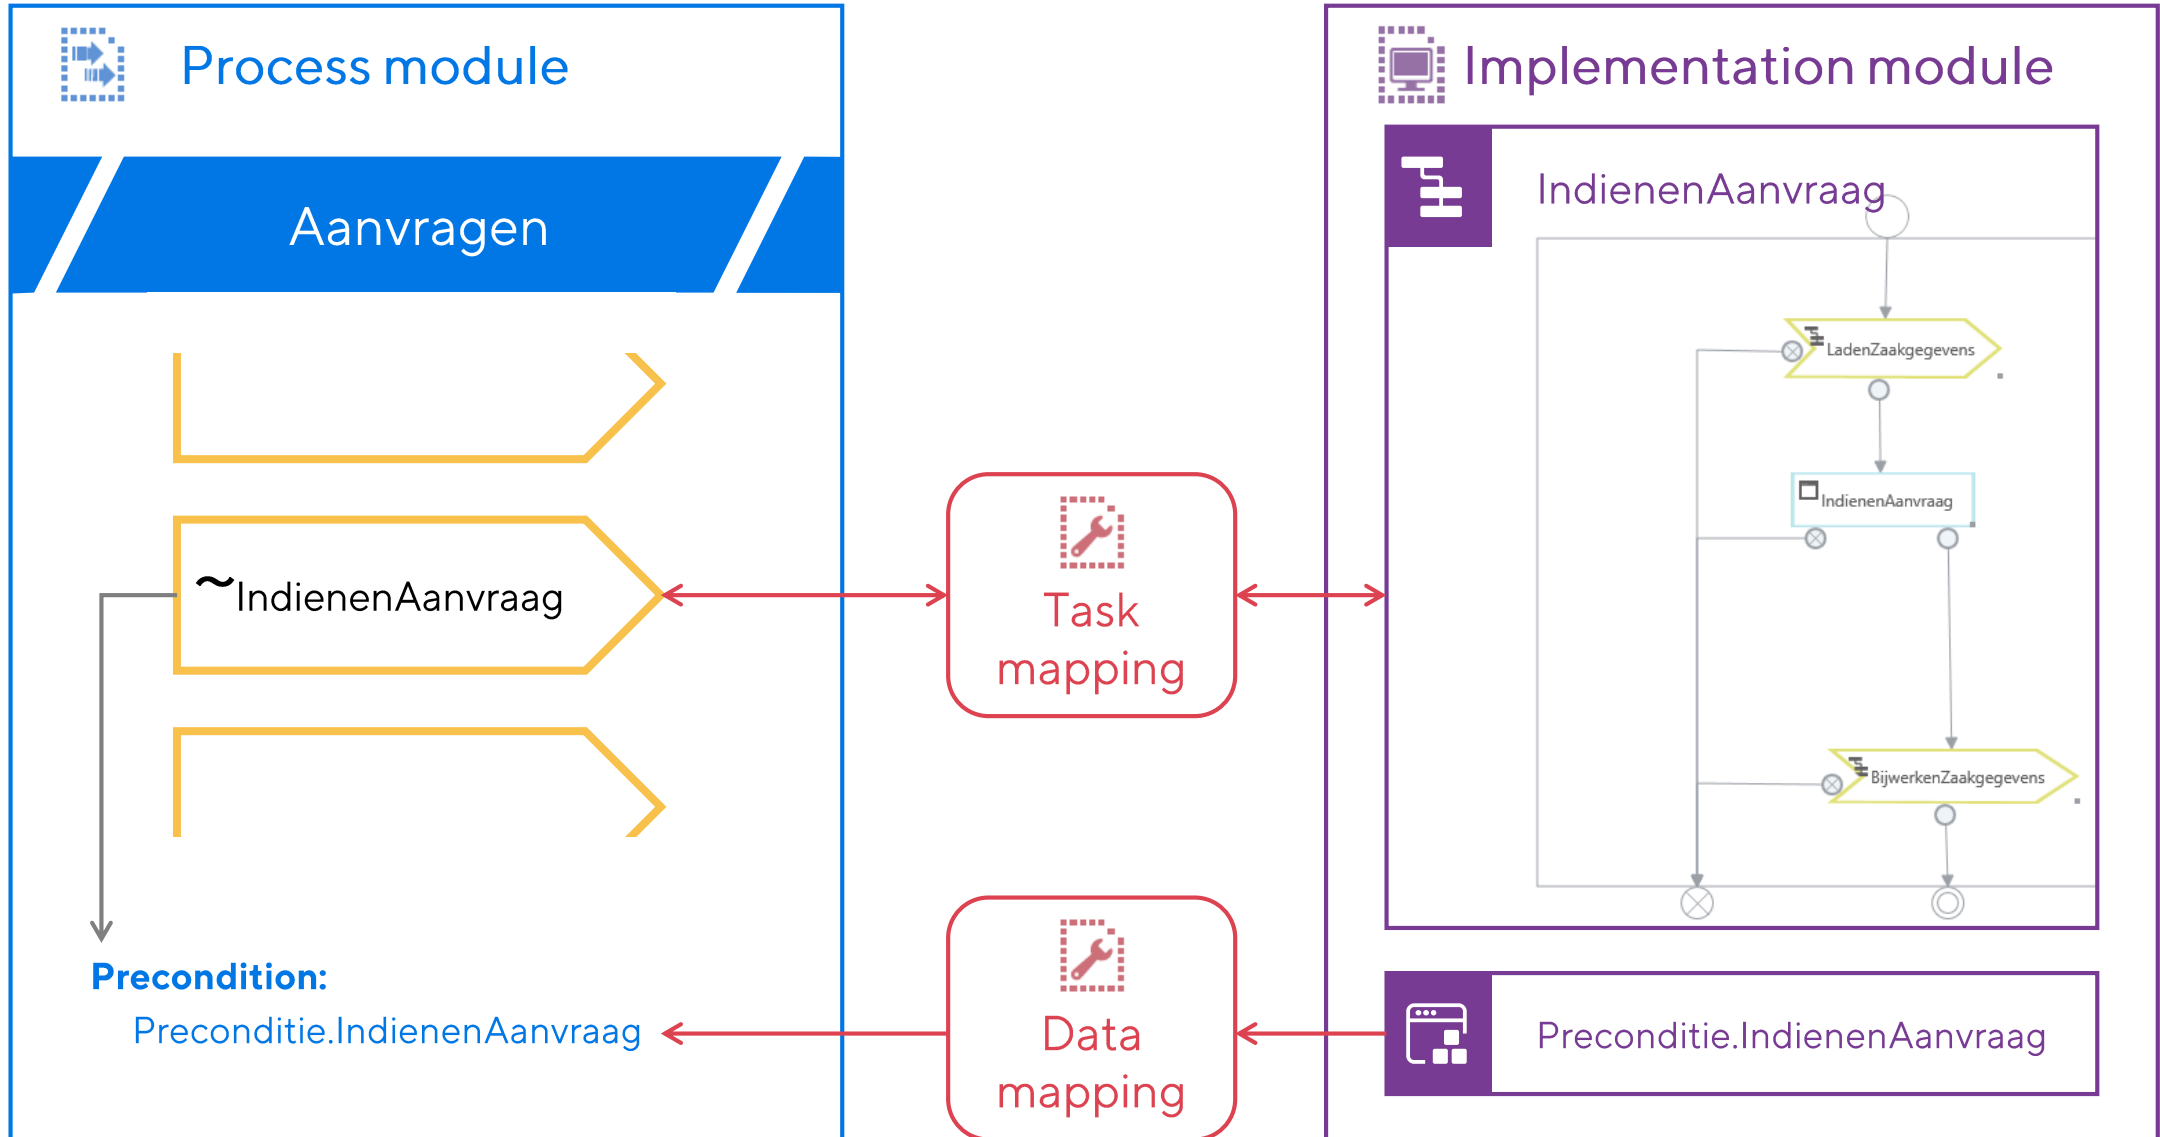 Process module
Aanvragen
~IndienenAanvraag
Precondition:
Preconditie.IndienenAanvraag
Task
mapping
Data
mapping
Implementation module
IndienenAanvraag
LadenZaakgegevens
IndienenAanvraag
BijwerkenZaakgegevens
Preconditie.IndienenAanvraag